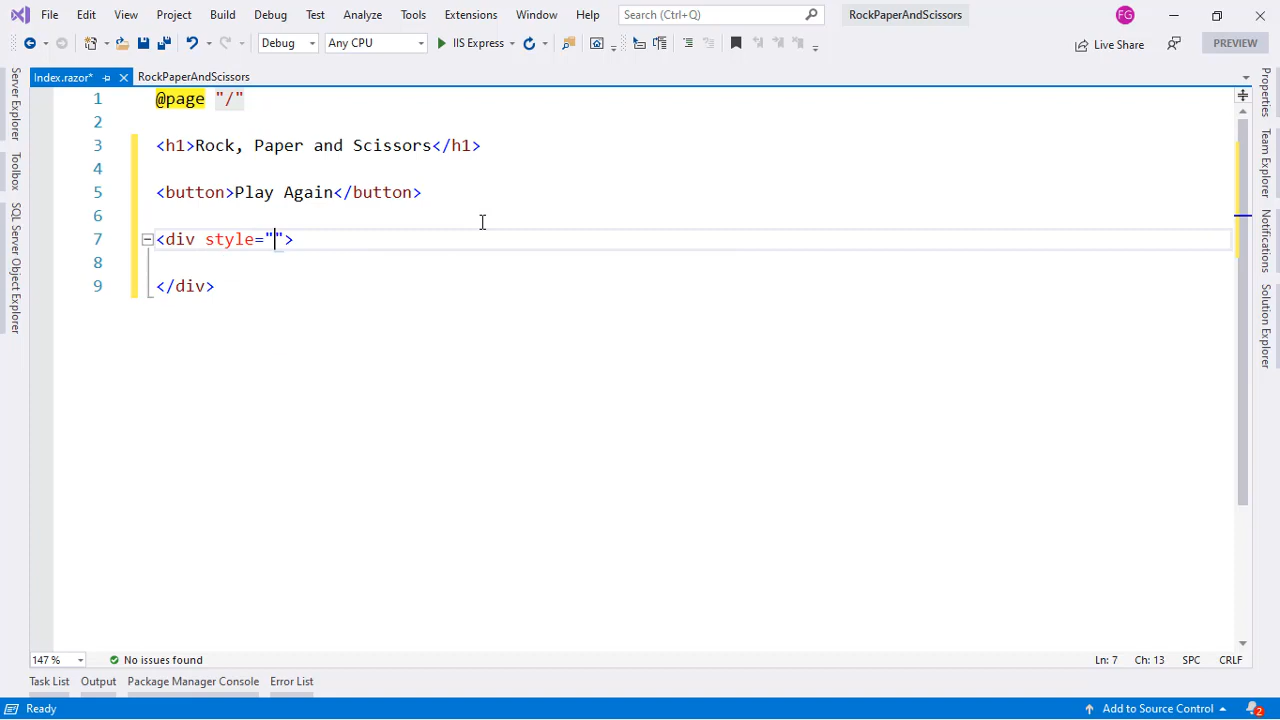 File Edit View Project Build Debug Test Analyze Tools Extensions Window Help Search (Ctrl+Q) RockPaperAndScissors FG
Debug Any CPU IIS Express Live Share PREVIEW
Index.razor* RockPaperAndScissors
1 @page "/"
2
3 <h1>Rock, Paper and Scissors</h1>
4
5 <button>Play Again</button>
6
7 <div style="">
8
9 </div>
Server Explorer
Toolbox
SQL Server Object Explorer
Properties
Team Explorer
Notifications
Solution Explorer
147 % No issues found Ln: 7 Ch: 13 SPC CRLF
Task List Output Package Manager Console Error List
Ready Add to Source Control 2